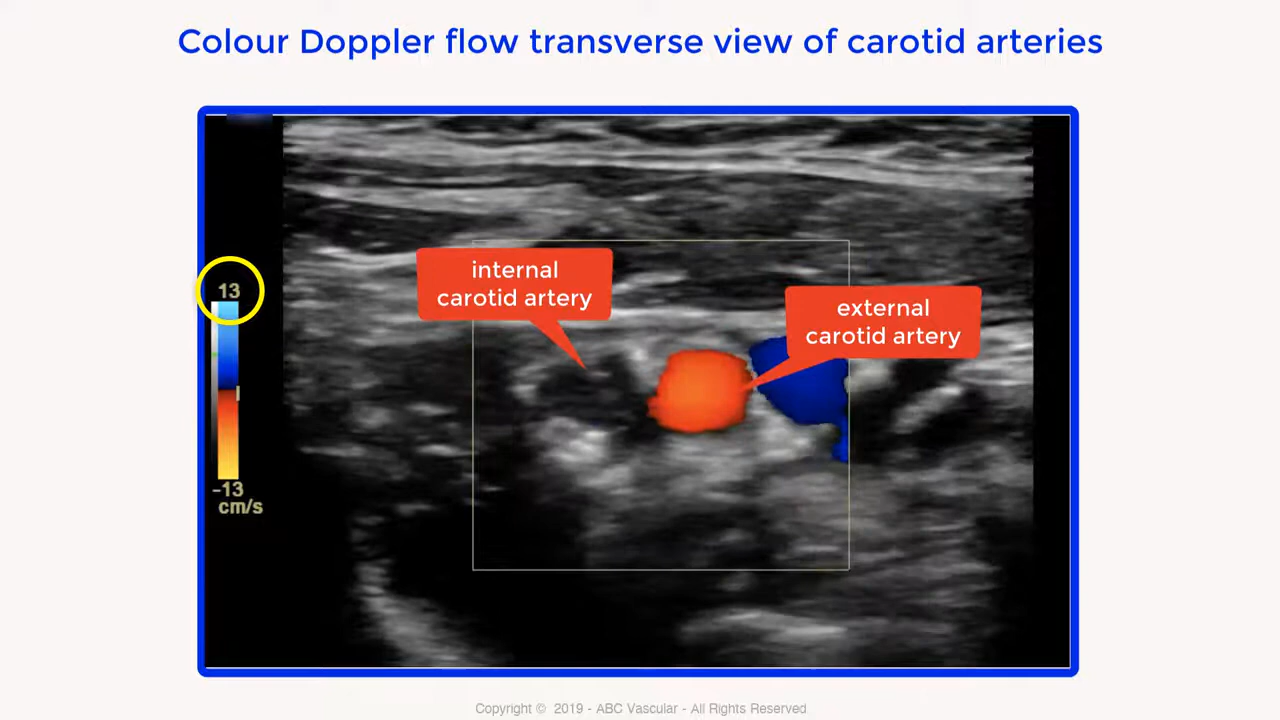 Colour Doppler flow transverse view of carotid arteries
internal
carotid artery
external
carotid artery
13
-13
cm/s
Copyright © 2019 - ABC Vascular - All Rights Reserved